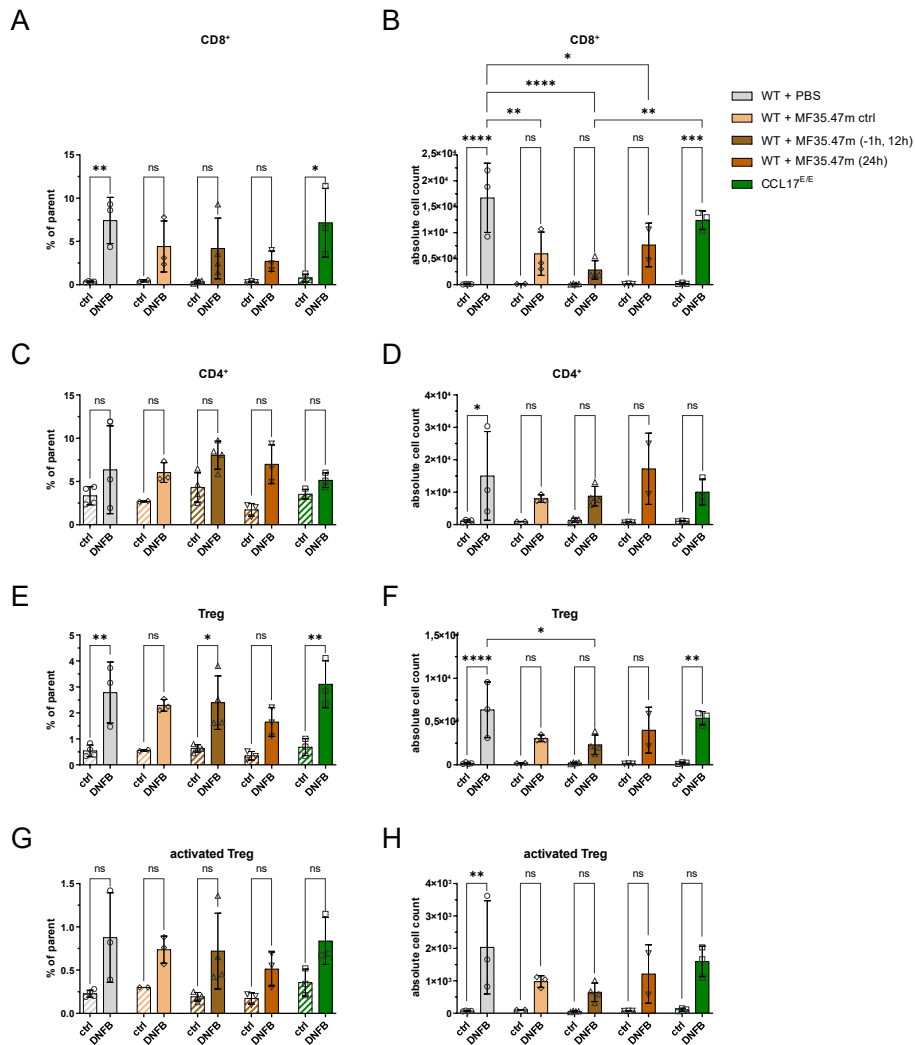 A
CD8⁺
% of parent
15
10
5
0
** ns ns ns *
ctrl DNFB ctrl DNFB ctrl DNFB ctrl DNFB ctrl DNFB
B
CD8⁺
*
****
** **
**** ns ns ns ***
absolute cell count
2,5×10⁴
2,0×10⁴
1,5×10⁴
1,0×10⁴
0,5×10⁴
0
ctrl DNFB ctrl DNFB ctrl DNFB ctrl DNFB ctrl DNFB
WT + PBS
WT + MF35.47m ctrl
WT + MF35.47m (-1h, 12h)
WT + MF35.47m (24h)
CCL17ᴱ/ᴱ
C
CD4⁺
% of parent
15
10
5
0
ns ns ns ns ns
ctrl DNFB ctrl DNFB ctrl DNFB ctrl DNFB ctrl DNFB
D
CD4⁺
absolute cell count
4×10⁴
3×10⁴
2×10⁴
1×10⁴
0
* ns ns ns ns
ctrl DNFB ctrl DNFB ctrl DNFB ctrl DNFB ctrl DNFB
E
Treg
% of parent
5
4
3
2
1
0
** ns * ns **
ctrl DNFB ctrl DNFB ctrl DNFB ctrl DNFB ctrl DNFB
F
Treg
*
**** ns ns ns **
absolute cell count
1,5×10⁴
1,0×10⁴
0,5×10⁴
0
ctrl DNFB ctrl DNFB ctrl DNFB ctrl DNFB ctrl DNFB
G
activated Treg
% of parent
1.5
1.0
0.5
0.0
ns ns ns ns ns
ctrl DNFB ctrl DNFB ctrl DNFB ctrl DNFB ctrl DNFB
H
activated Treg
absolute cell count
4×10³
3×10³
2×10³
1×10³
0
** ns ns ns ns
ctrl DNFB ctrl DNFB ctrl DNFB ctrl DNFB ctrl DNFB